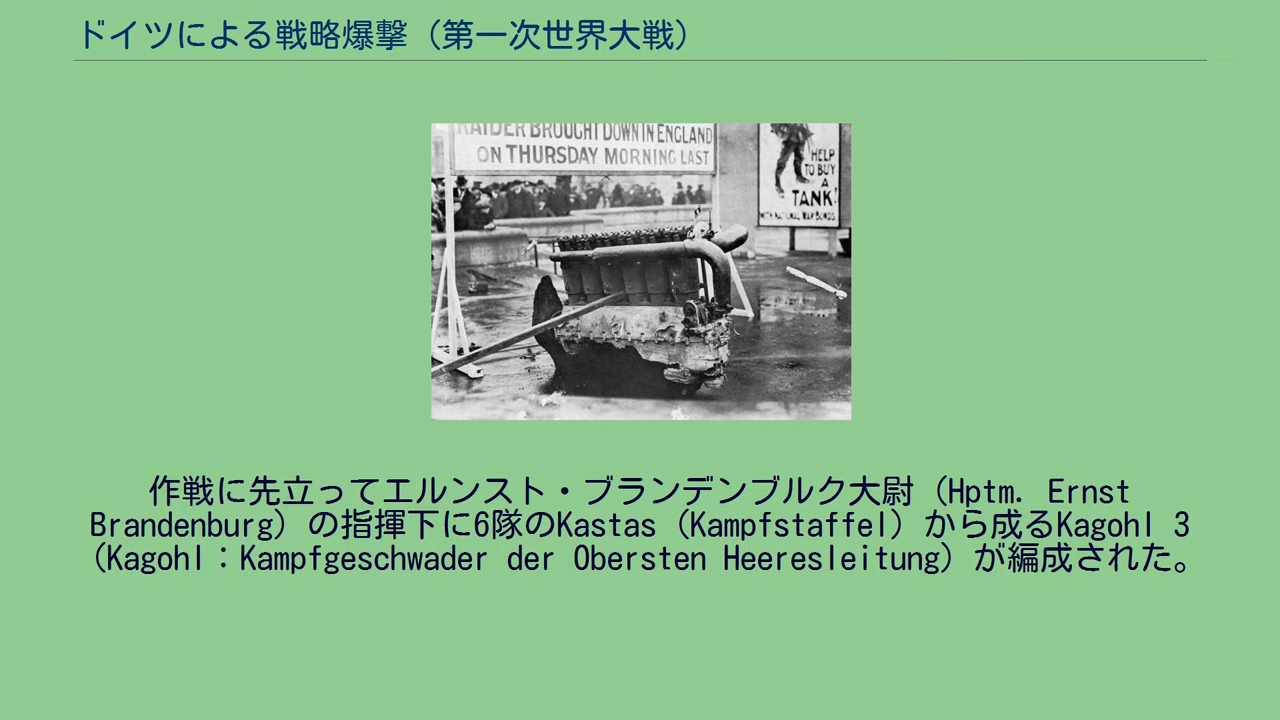 ドイツによる戦略爆撃（第一次世界大戦）
RAIDER BROUGHT DOWN IN ENGLAND
ON THURSDAY MORNING LAST
HELP
TO BUY
A
TANK!
WITH NATIONAL WAR BONDS
作戦に先立ってエルンスト・ブランデンブルク大尉（Hptm. Ernst
Brandenburg）の指揮下に6隊のKastas（Kampfstaffel）から成るKagohl 3
（Kagohl：Kampfgeschwader der Obersten Heeresleitung）が編成された。